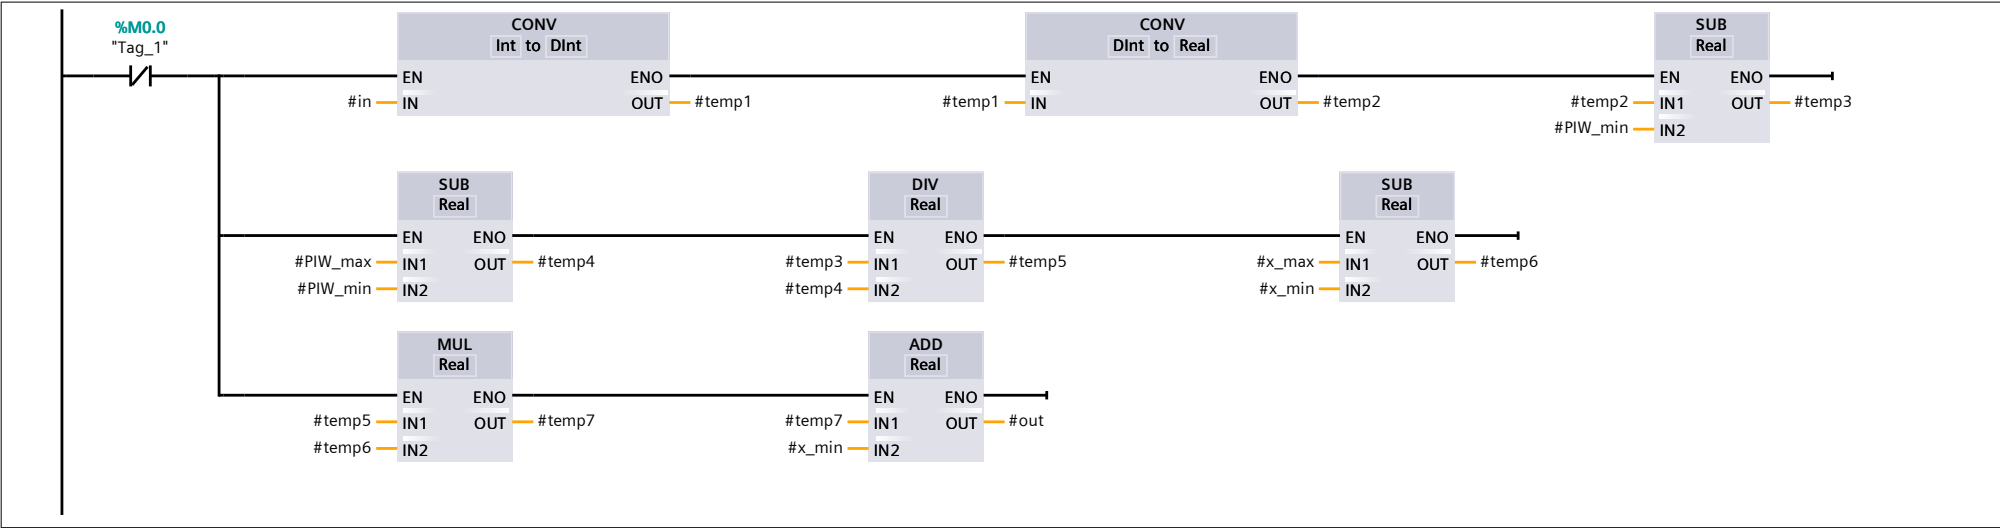 %M0.0
"Tag_1"
CONV
Int to DInt
EN ENO
#in IN OUT #temp1
CONV
DInt to Real
EN ENO
#temp1 IN OUT #temp2
SUB
Real
EN ENO
#temp2 IN1 OUT #temp3
#PIW_min IN2
SUB
Real
EN ENO
#PIW_max IN1 OUT #temp4
#PIW_min IN2
DIV
Real
EN ENO
#temp3 IN1 OUT #temp5
#temp4 IN2
SUB
Real
EN ENO
#x_max IN1 OUT #temp6
#x_min IN2
MUL
Real
EN ENO
#temp5 IN1 OUT #temp7
#temp6 IN2
ADD
Real
EN ENO
#temp7 IN1 OUT #out
#x_min IN2